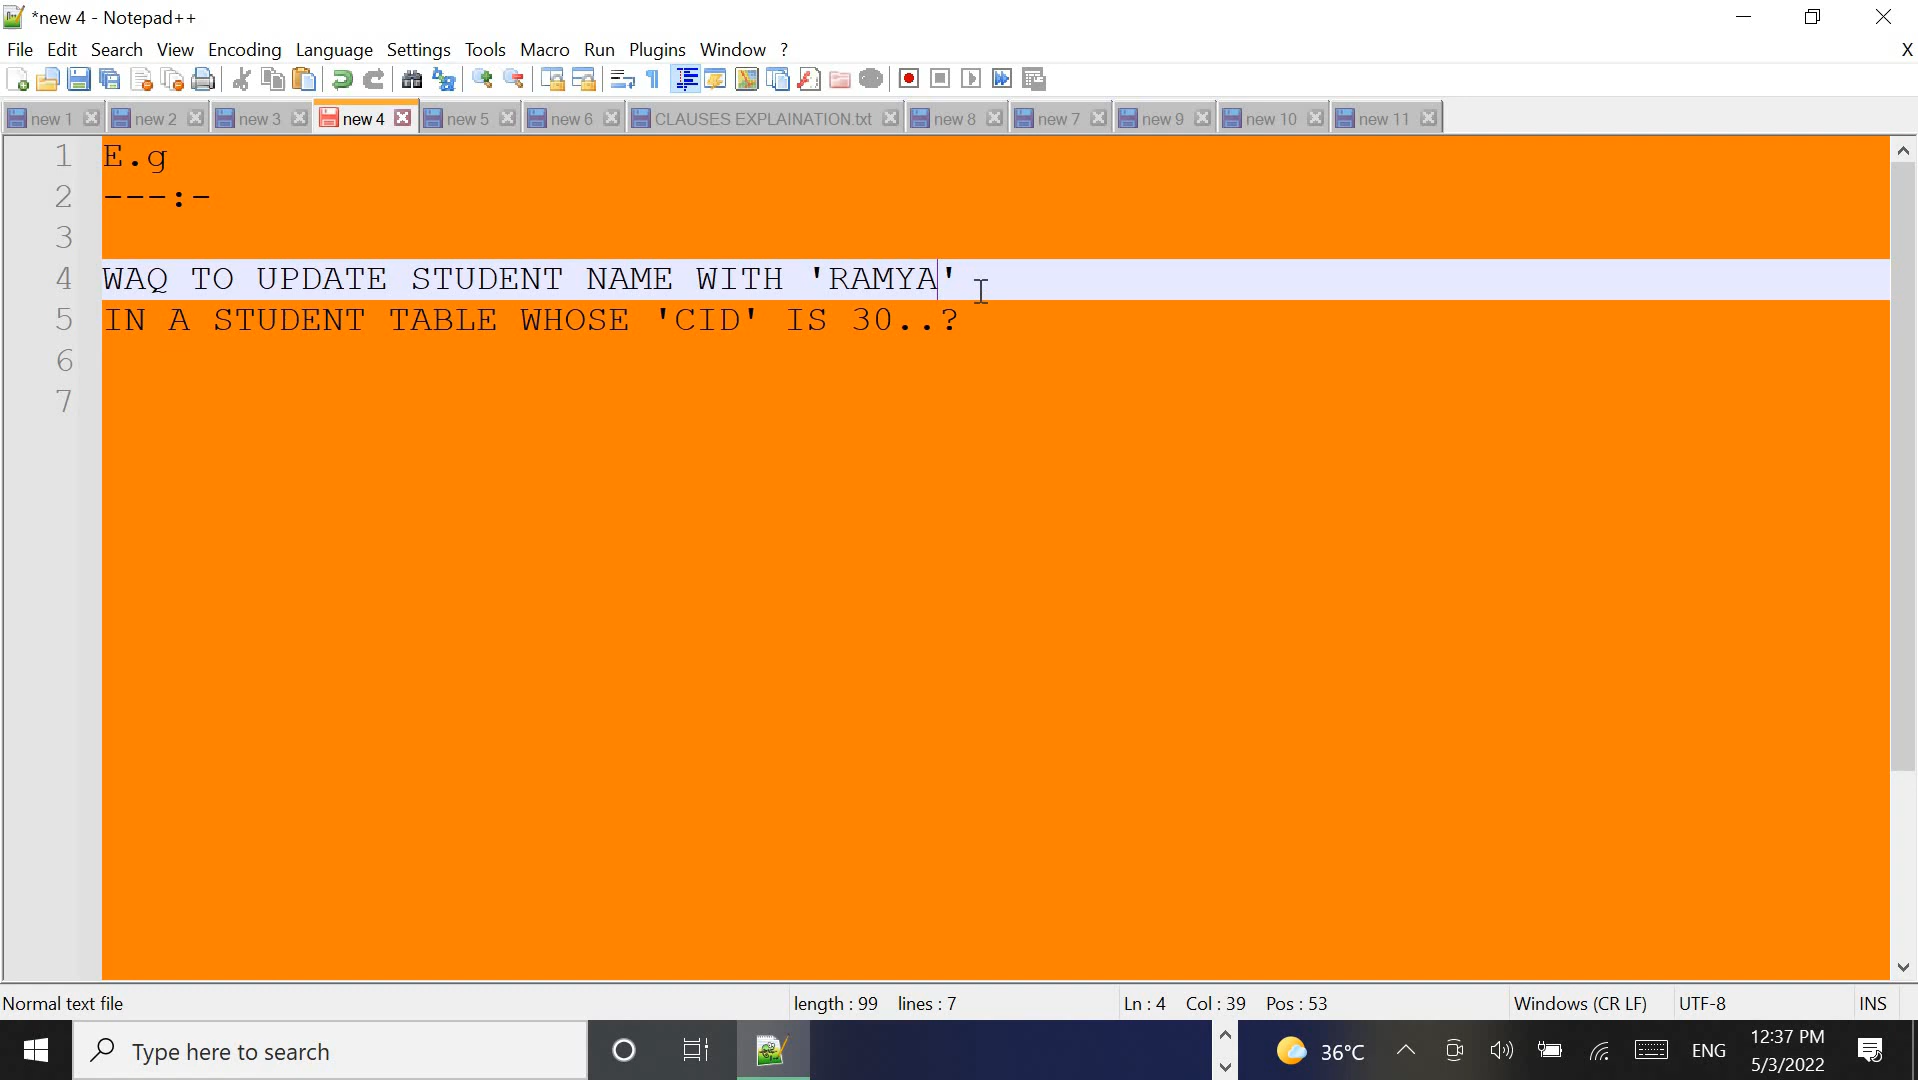 *new 4 - Notepad++
File Edit Search View Encoding Language Settings Tools Macro Run Plugins Window ? X
new 1 new 2 new 3 new 4 new 5 new 6 CLAUSES EXPLAINATION.txt new 8 new 7 new 9 new 10 new 11
1 E.g
2 ---:-
3
4 WAQ TO UPDATE STUDENT NAME WITH 'RAMYA'
5 IN A STUDENT TABLE WHOSE 'CID' IS 30..?
6
7
Normal text file length : 99 lines : 7 Ln : 4 Col : 39 Pos : 53 Windows (CR LF) UTF-8 INS
Type here to search 36°C ENG 12:37 PM
5/3/2022